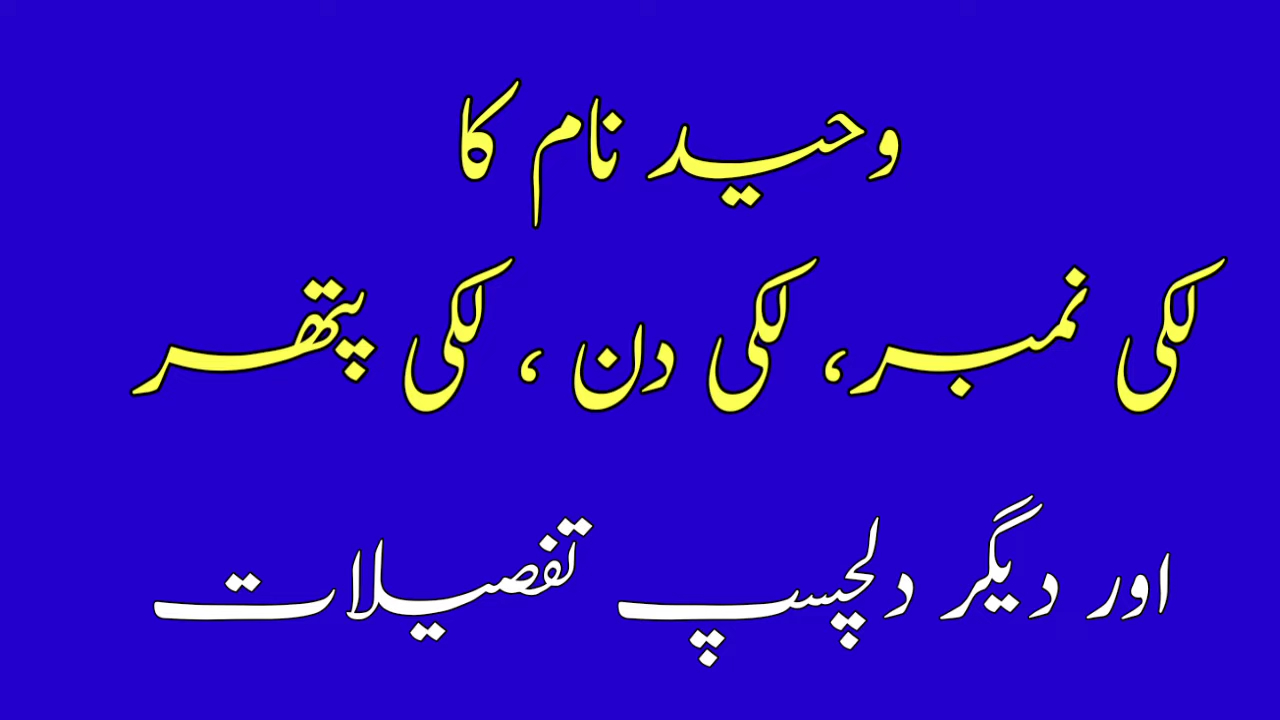 وحید نام کا
لکی نمبر، لکی دن ، لکی پتھر
اور دیگر دلچسپ تفصیلات